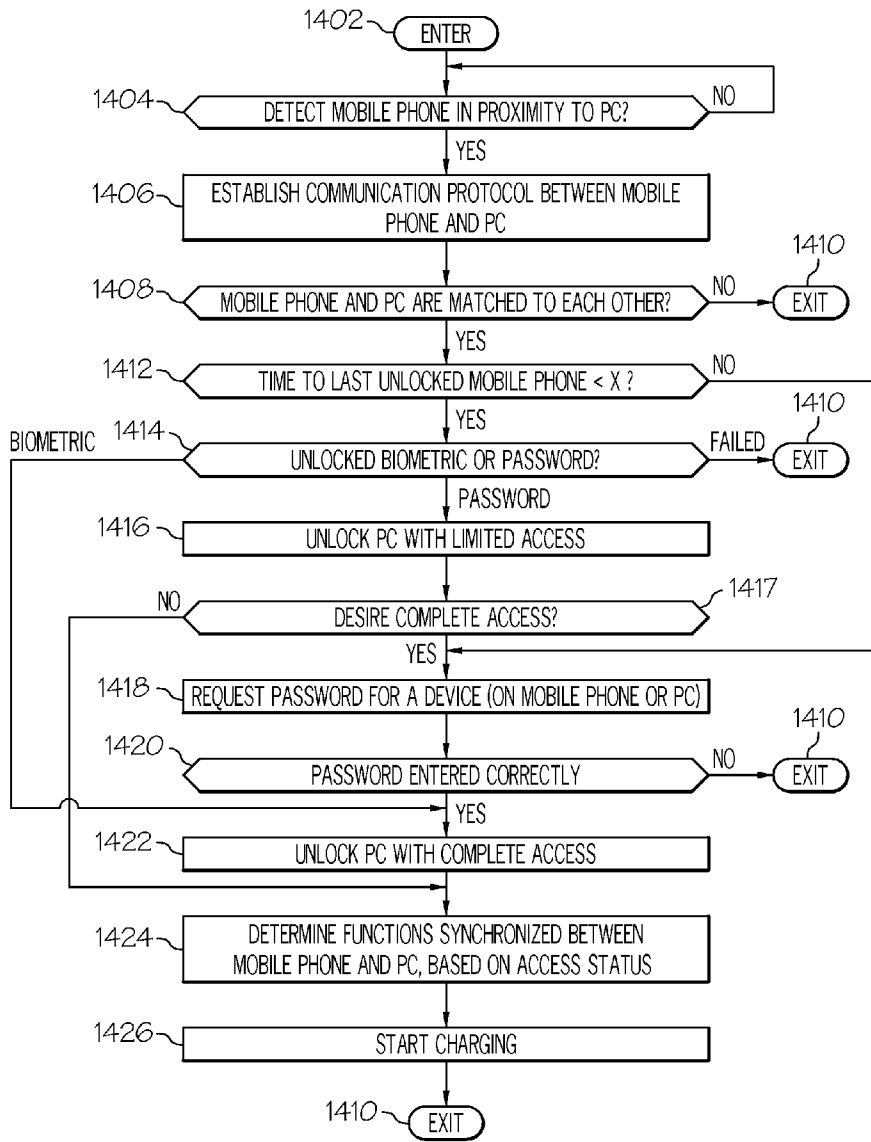 1402
ENTER
1404
DETECT MOBILE PHONE IN PROXIMITY TO PC?
NO
YES
1406
ESTABLISH COMMUNICATION PROTOCOL BETWEEN MOBILE
PHONE AND PC
1408
MOBILE PHONE AND PC ARE MATCHED TO EACH OTHER?
NO
1410
EXIT
YES
1412
TIME TO LAST UNLOCKED MOBILE PHONE < X ?
NO
YES
BIOMETRIC
1414
UNLOCKED BIOMETRIC OR PASSWORD?
FAILED
1410
EXIT
PASSWORD
1416
UNLOCK PC WITH LIMITED ACCESS
NO
DESIRE COMPLETE ACCESS?
1417
YES
1418
REQUEST PASSWORD FOR A DEVICE (ON MOBILE PHONE OR PC)
1420
PASSWORD ENTERED CORRECTLY
NO
1410
EXIT
YES
1422
UNLOCK PC WITH COMPLETE ACCESS
1424
DETERMINE FUNCTIONS SYNCHRONIZED BETWEEN
MOBILE PHONE AND PC, BASED ON ACCESS STATUS
1426
START CHARGING
1410
EXIT